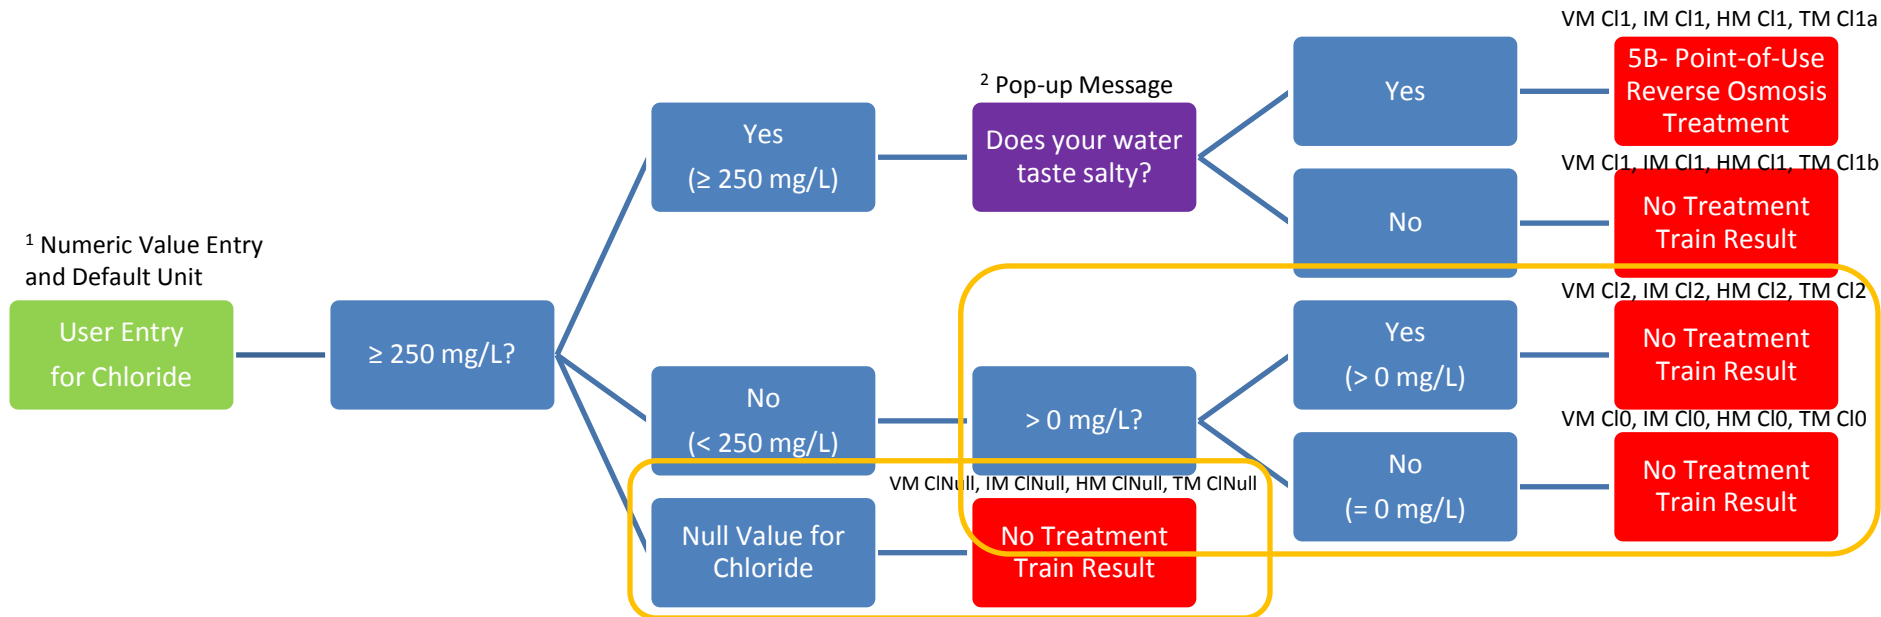 ¹ Numeric Value Entry
and Default Unit
User Entry
for Chloride
≥ 250 mg/L?
Yes
(≥ 250 mg/L)
² Pop-up Message
Does your water
taste salty?
Yes
VM Cl1, IM Cl1, HM Cl1, TM Cl1a
5B- Point-of-Use
Reverse Osmosis
Treatment
No
VM Cl1, IM Cl1, HM Cl1, TM Cl1b
No Treatment
Train Result
No
(< 250 mg/L)
> 0 mg/L?
Yes
(> 0 mg/L)
VM Cl2, IM Cl2, HM Cl2, TM Cl2
No Treatment
Train Result
No
(= 0 mg/L)
VM Cl0, IM Cl0, HM Cl0, TM Cl0
No Treatment
Train Result
Null Value for
Chloride
VM ClNull, IM ClNull, HM ClNull, TM ClNull
No Treatment
Train Result